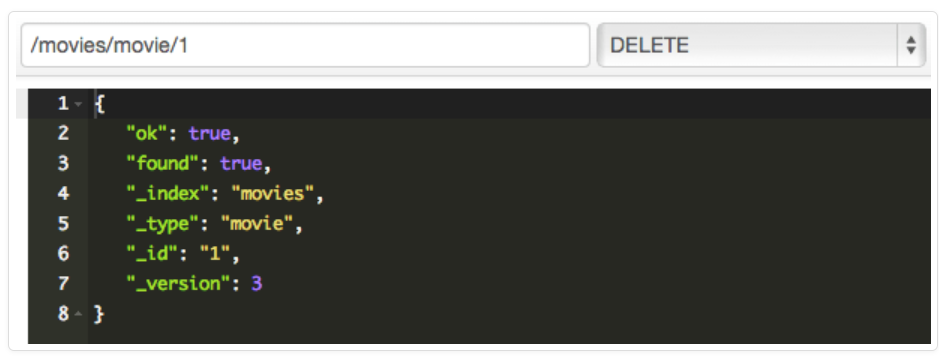 /movies/movie/1 DELETE
1 {
2 "ok": true,
3 "found": true,
4 "_index": "movies",
5 "_type": "movie",
6 "_id": "1",
7 "_version": 3
8 }